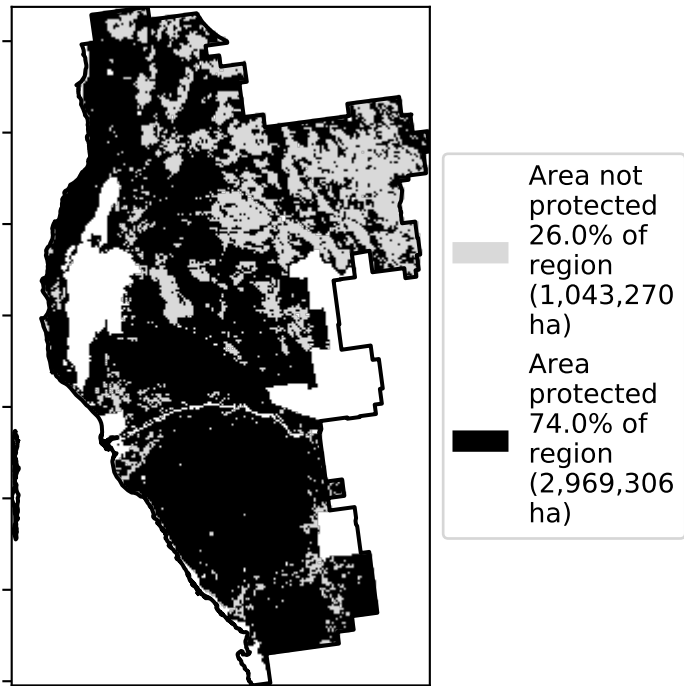 Area not
protected
26.0% of
region
(1,043,270
ha)
Area
protected
74.0% of
region
(2,969,306
ha)